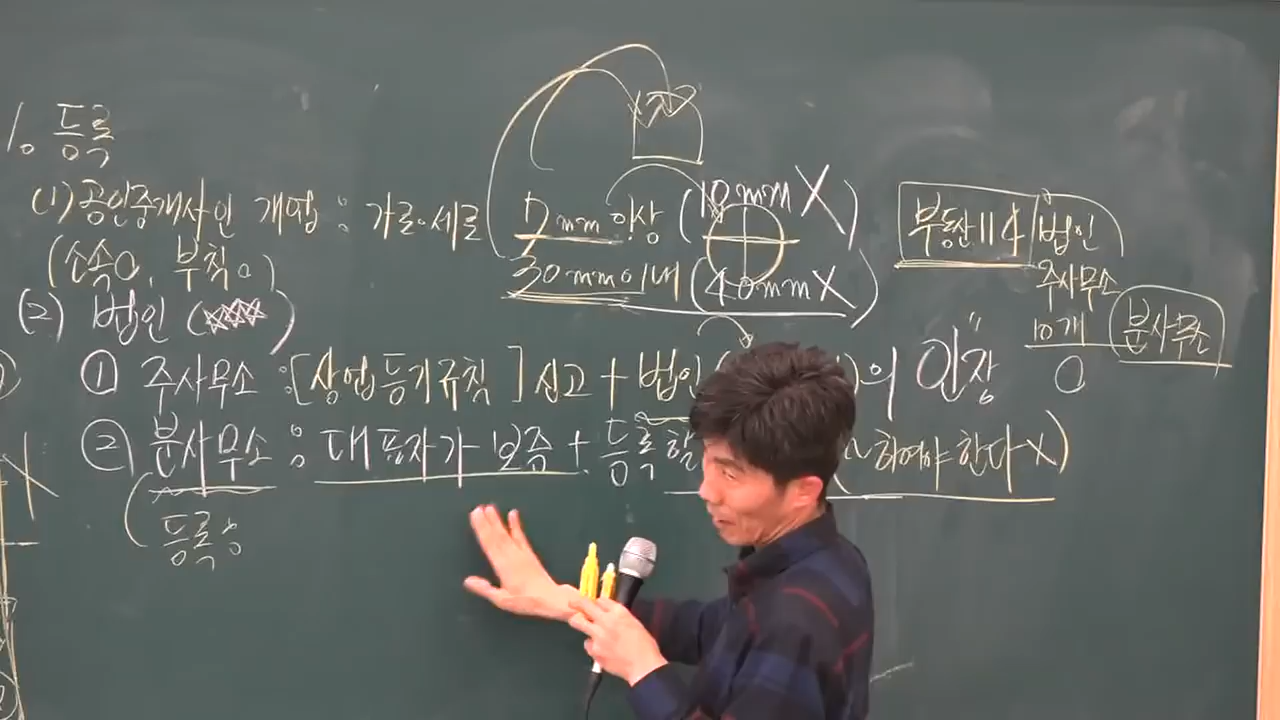 1. 등록
(1) 공인중개사인 개업 : 가로·세로 7mm 이상 (10mm X)
30mm 이내 (40mm X)
(소속O, 부칙
(2) 법인
① 주사무소 : [상업등기규칙] 신고 + 법인 의 인장
② 분사무소 : 대표자가 보증 + 등록할 (~하여야 한다 X)
(등록
부동산114 법인
주사무소
10개 분사무소